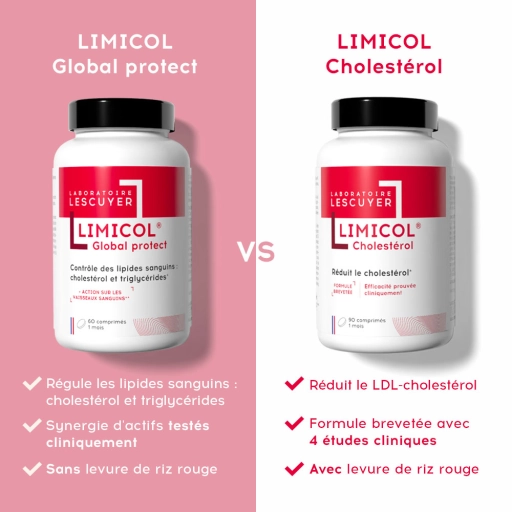 LIMICOL
Global protect
LABORATOIRE
LESCUYER
LIMICOL®
Global protect
Contrôle des lipides sanguins :
cholestérol et triglycérides*
+ ACTION SUR LES
VAISSEAUX SANGUINS**
60 comprimés
1 mois
Régule les lipides sanguins :
cholestérol et triglycérides
Synergie d'actifs testés
cliniquement
Sans levure de riz rouge
VS
LIMICOL
Cholestérol
LABORATOIRE
LESCUYER
LIMICOL®
Cholestérol
Réduit le cholestérol*
FORMULE
BREVETÉE
Efficacité prouvée
cliniquement
90 comprimés
1 mois
Réduit le LDL-cholestérol
Formule brevetée avec
4 études cliniques
Avec levure de riz rouge